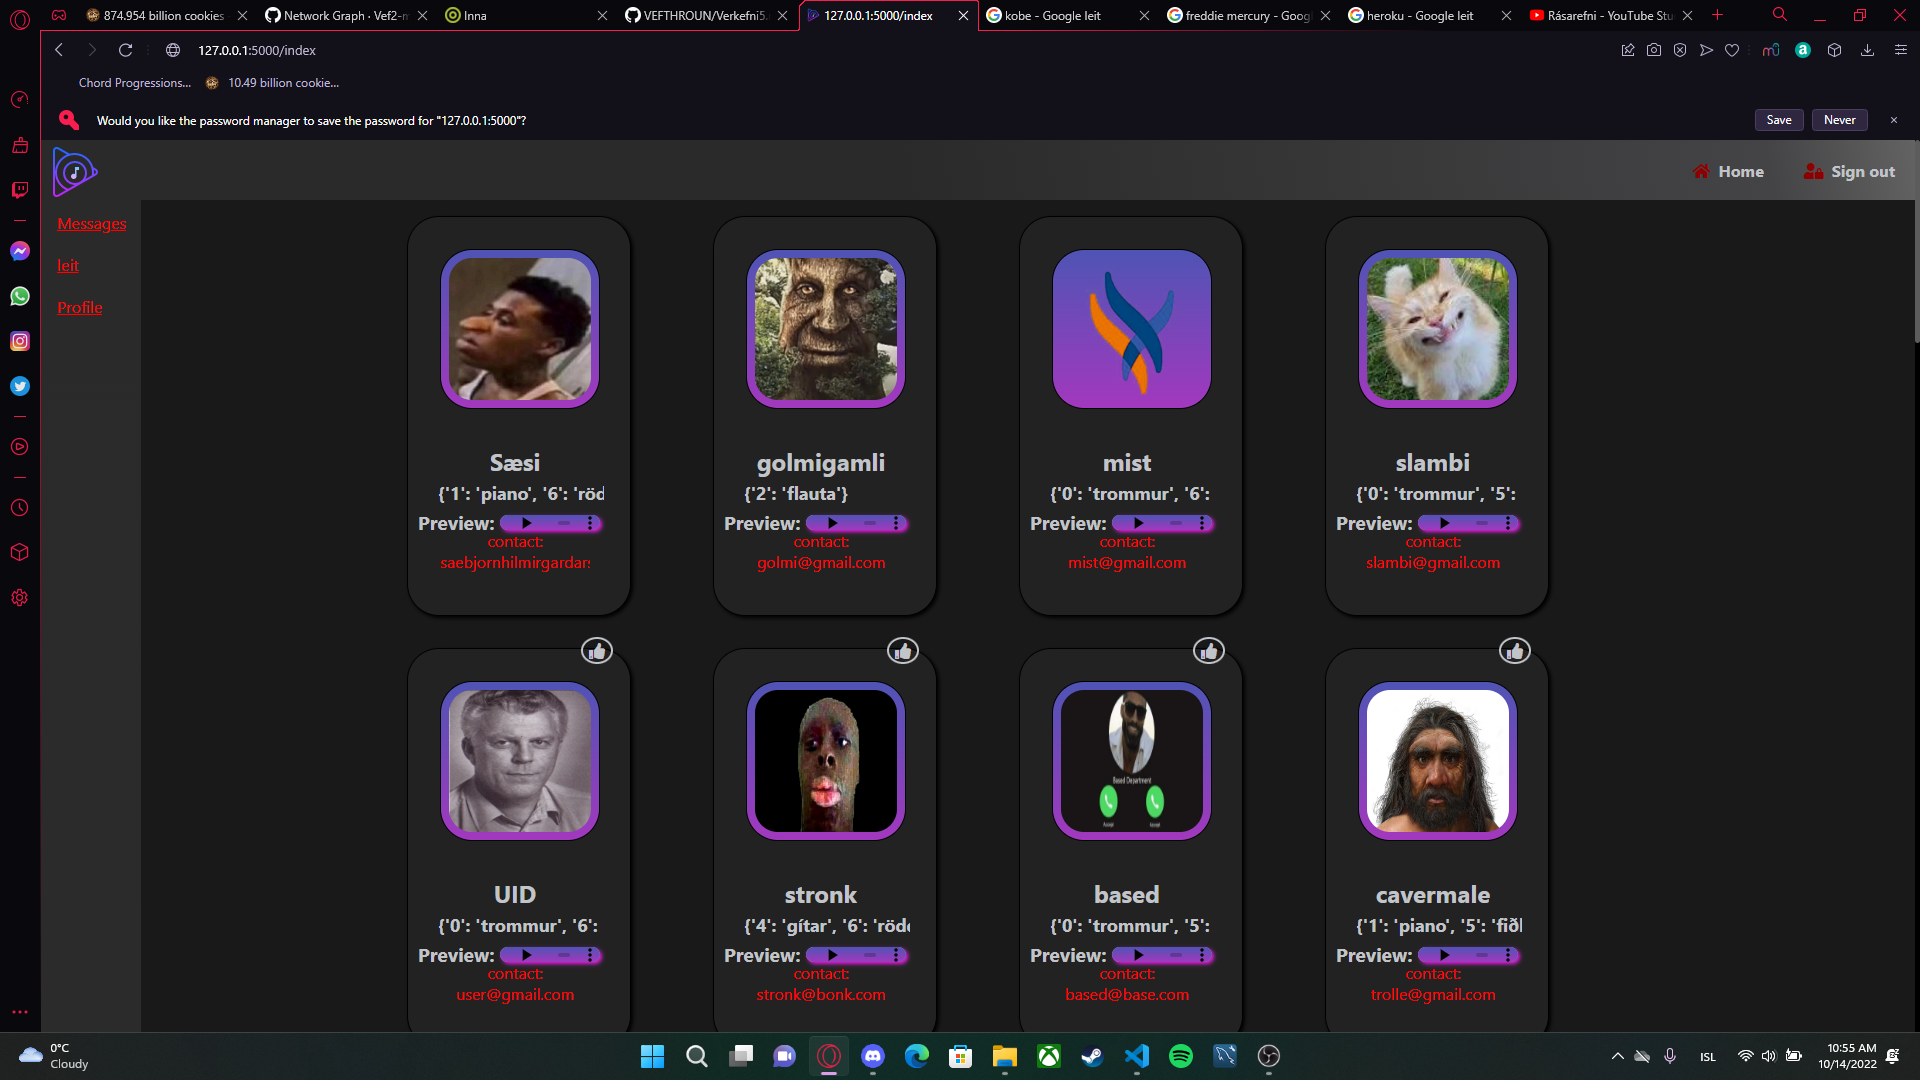 874.954 billion cookies
Network Graph · Vef2-m
Inna
VEFTHROUN/Verkefni5.
127.0.0.1:5000/index
kobe - Google leit
freddie mercury - Goog
heroku - Google leit
Rásarefni - YouTube Stu
127.0.0.1:5000/index
Chord Progressions...
10.49 billion cookie...
Would you like the password manager to save the password for "127.0.0.1:5000"?
Save
Never
Home
Sign out
Messages
leit
Profile
Sæsi
golmigamli
mist
slambi
{'1': 'piano', '6': 'röd
{'2': 'flauta'}
{'0': 'trommur', '6':
{'0': 'trommur', '5':
Preview:
Preview:
Preview:
Preview:
contact:
contact:
contact:
contact:
saebjornhilmirgardars
golmi@gmail.com
mist@gmail.com
slambi@gmail.com
Based Department
Accept
Accept
UID
stronk
based
cavermale
{'0': 'trommur', '6':
{'4': 'gítar', '6': 'rödd
{'0': 'trommur', '5':
{'1': 'piano', '5': 'fiðl
Preview:
Preview:
Preview:
Preview:
contact:
contact:
contact:
contact:
user@gmail.com
stronk@bonk.com
based@base.com
trolle@gmail.com
0°C
Cloudy
ISL
10:55 AM
10/14/2022